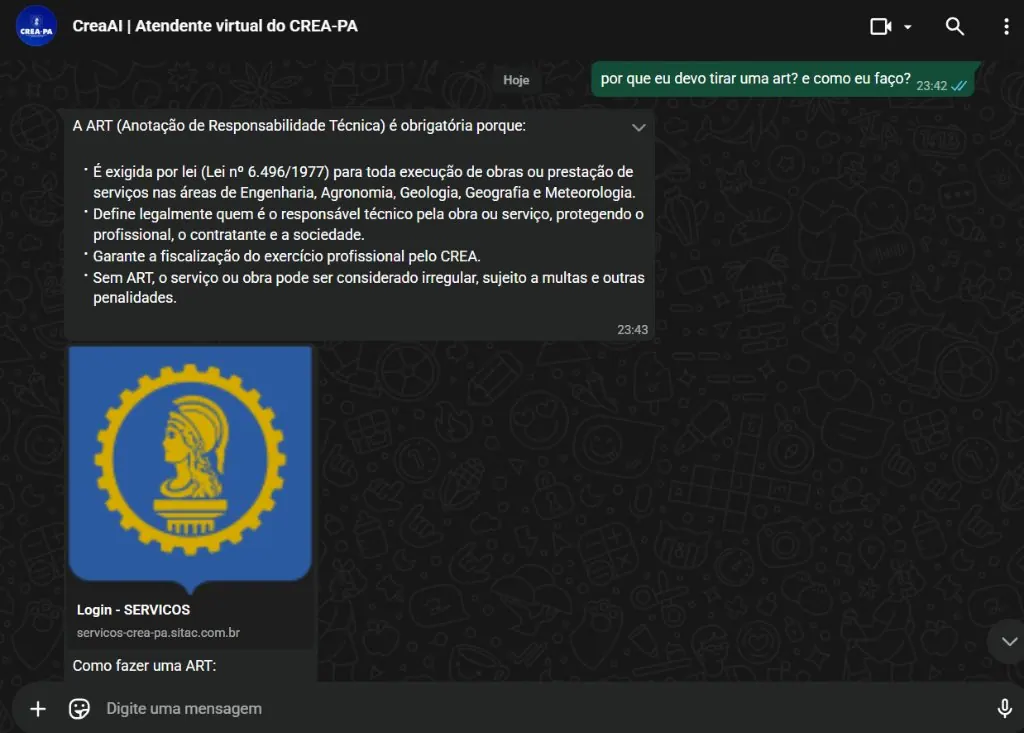 CREA-PA
CreaAI | Atendente virtual do CREA-PA
Hoje
por que eu devo tirar uma art? e como eu faço?
23:42
A ART (Anotação de Responsabilidade Técnica) é obrigatória porque:
• É exigida por lei (Lei nº 6.496/1977) para toda execução de obras ou prestação de
serviços nas áreas de Engenharia, Agronomia, Geologia, Geografia e Meteorologia.
• Define legalmente quem é o responsável técnico pela obra ou serviço, protegendo o
profissional, o contratante e a sociedade.
• Garante a fiscalização do exercício profissional pelo CREA.
• Sem ART, o serviço ou obra pode ser considerado irregular, sujeito a multas e outras
penalidades.
23:43
Login - SERVICOS
servicos-crea-pa.sitac.com.br
Como fazer uma ART:
Digite uma mensagem